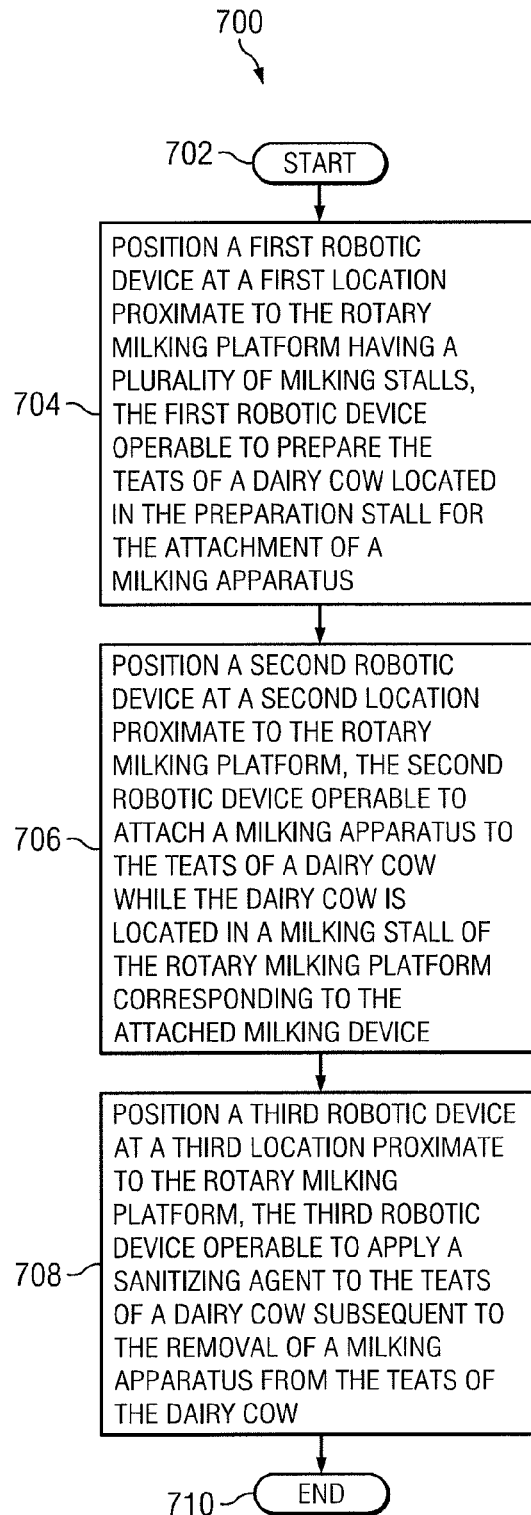 700
702 START
POSITION A FIRST ROBOTIC
DEVICE AT A FIRST LOCATION
PROXIMATE TO THE ROTARY
MILKING PLATFORM HAVING A
PLURALITY OF MILKING STALLS,
704 THE FIRST ROBOTIC DEVICE
OPERABLE TO PREPARE THE
TEATS OF A DAIRY COW LOCATED
IN THE PREPARATION STALL FOR
THE ATTACHMENT OF A
MILKING APPARATUS
POSITION A SECOND ROBOTIC
DEVICE AT A SECOND LOCATION
PROXIMATE TO THE ROTARY
MILKING PLATFORM, THE SECOND
ROBOTIC DEVICE OPERABLE TO
706 ATTACH A MILKING APPARATUS TO
THE TEATS OF A DAIRY COW
WHILE THE DAIRY COW IS
LOCATED IN A MILKING STALL OF
THE ROTARY MILKING PLATFORM
CORRESPONDING TO THE
ATTACHED MILKING DEVICE
POSITION A THIRD ROBOTIC DEVICE
AT A THIRD LOCATION PROXIMATE
TO THE ROTARY MILKING
PLATFORM, THE THIRD ROBOTIC
DEVICE OPERABLE TO APPLY A
708 SANITIZING AGENT TO THE TEATS
OF A DAIRY COW SUBSEQUENT TO
THE REMOVAL OF A MILKING
APPARATUS FROM THE TEATS OF
THE DAIRY COW
710 END